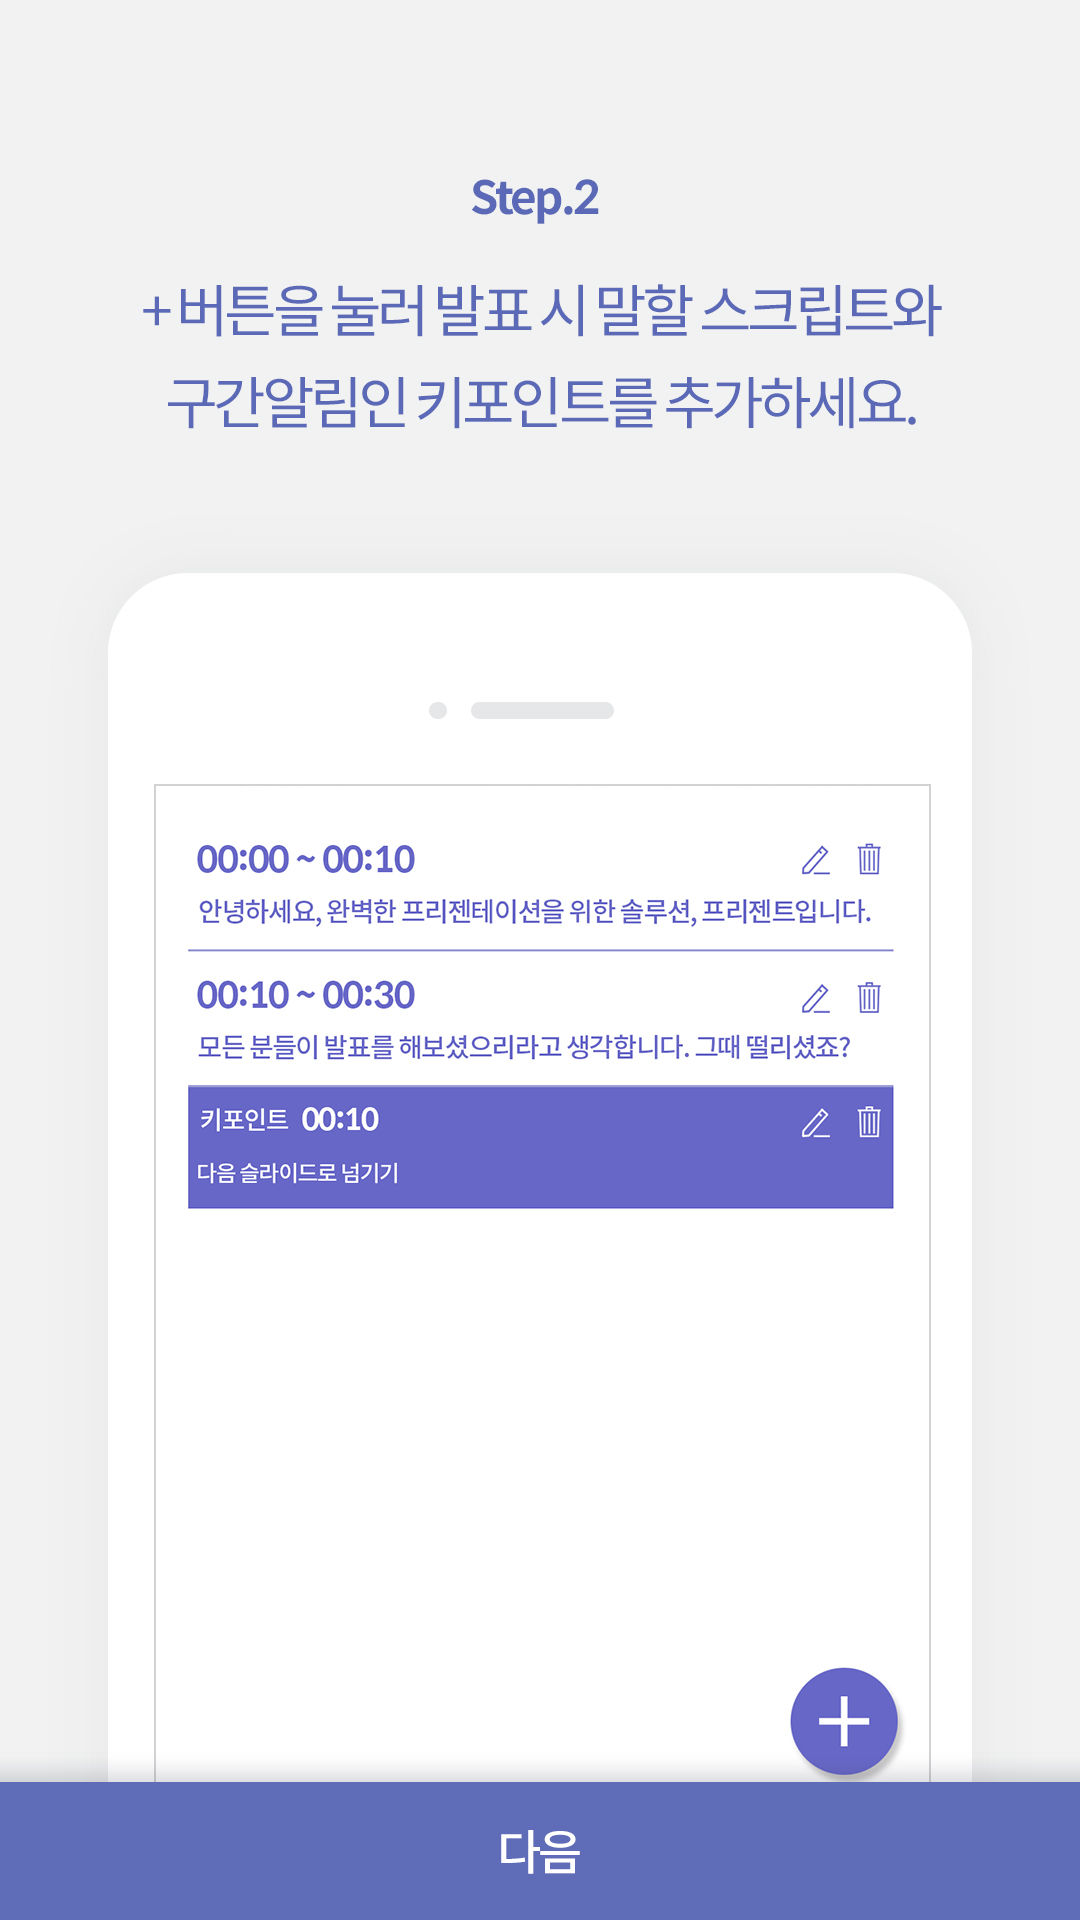 Step.2
+ 버튼을 눌러 발표 시 말할 스크립트와
구간알림인 키포인트를 추가하세요.
00:00 ~ 00:10
안녕하세요, 완벽한 프리젠테이션을 위한 솔루션, 프리젠트입니다.
00:10 ~ 00:30
모든 분들이 발표를 해보셨으리라고 생각합니다. 그때 떨리셨죠?
키포인트 00:10
다음 슬라이드로 넘기기
다음